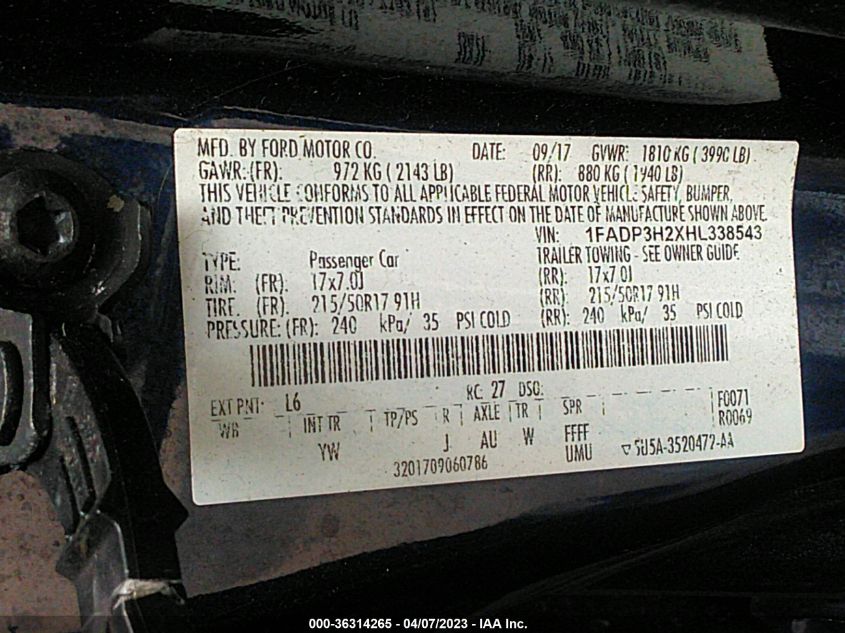 MFD. BY FORD MOTOR CO. DATE: 09/17 GVWR: 1810 KG ( 3990 LB)
GAWR: (FR): 972 KG ( 2143 LB) (RR): 880 KG ( 1940 LB)
THIS VEHICLE CONFORMS TO ALL APPLICABLE FEDERAL MOTOR VEHICLE SAFETY, BUMPER,
AND THEFT PREVENTION STANDARDS IN EFFECT ON THE DATE OF MANUFACTURE SHOWN ABOVE.
VIN: 1FADP3H2XHL338543
TYPE: Passenger Car TRAILER TOWING - SEE OWNER GUIDE
RIM: (FR): 17x7.0J (RR): 17x7.0J
TIRE: (FR): 215/50R17 91H (RR): 215/50R17 91H
PRESSURE: (FR): 240 kPa/ 35 PSI COLD (RR): 240 kPa/ 35 PSI COLD
EXT PNT: L6 RC: 27 DSO:
WB INT TR TP/PS R AXLE TR SPR F0071
YW J AU W FFFF R0069
UMU 5U5A-3520472-AA
3201709060786
000-36314265 - 04/07/2023 - IAA Inc.